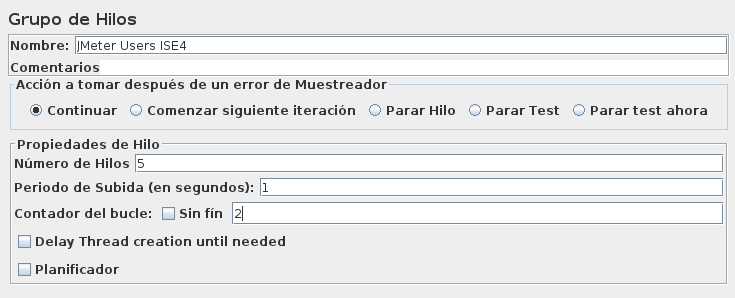 Grupo de Hilos
Nombre: JMeter Users ISE4
Comentarios
Acción a tomar después de un error de Muestreador
Continuar Comenzar siguiente iteración Parar Hilo Parar Test Parar test ahora
Propiedades de Hilo
Número de Hilos 5
Periodo de Subida (en segundos): 1
Contador del bucle: Sin fín 2
Delay Thread creation until needed
Planificador